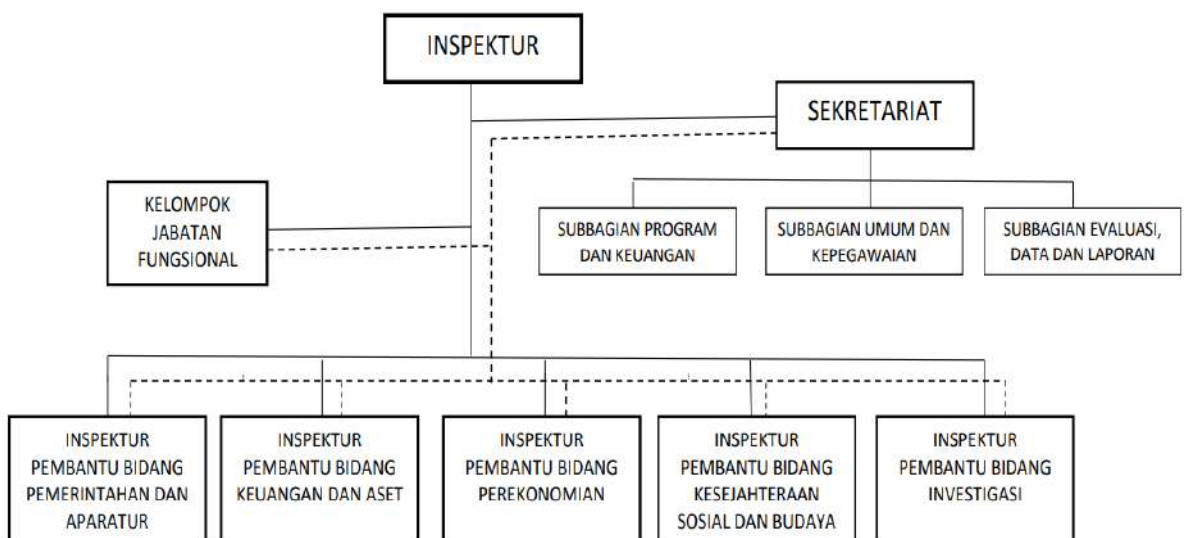 INSPEKTUR
SEKRETARIAT
KELOMPOK
JABATAN
FUNGSIONAL
SUBBAGIAN PROGRAM
DAN KEUANGAN
SUBBAGIAN UMUM DAN
KEPEGAWAIAN
SUBBAGIAN EVALUASI,
DATA DAN LAPORAN
INSPEKTUR
PEMBANTU BIDANG
PEMERINTAHAN DAN
APARATUR
INSPEKTUR
PEMBANTU BIDANG
KEUANGAN DAN ASET
INSPEKTUR
PEMBANTU BIDANG
PEREKONOMIAN
INSPEKTUR
PEMBANTU BIDANG
KESEJAHTERAAN
SOSIAL DAN BUDAYA
INSPEKTUR
PEMBANTU BIDANG
INVESTIGASI